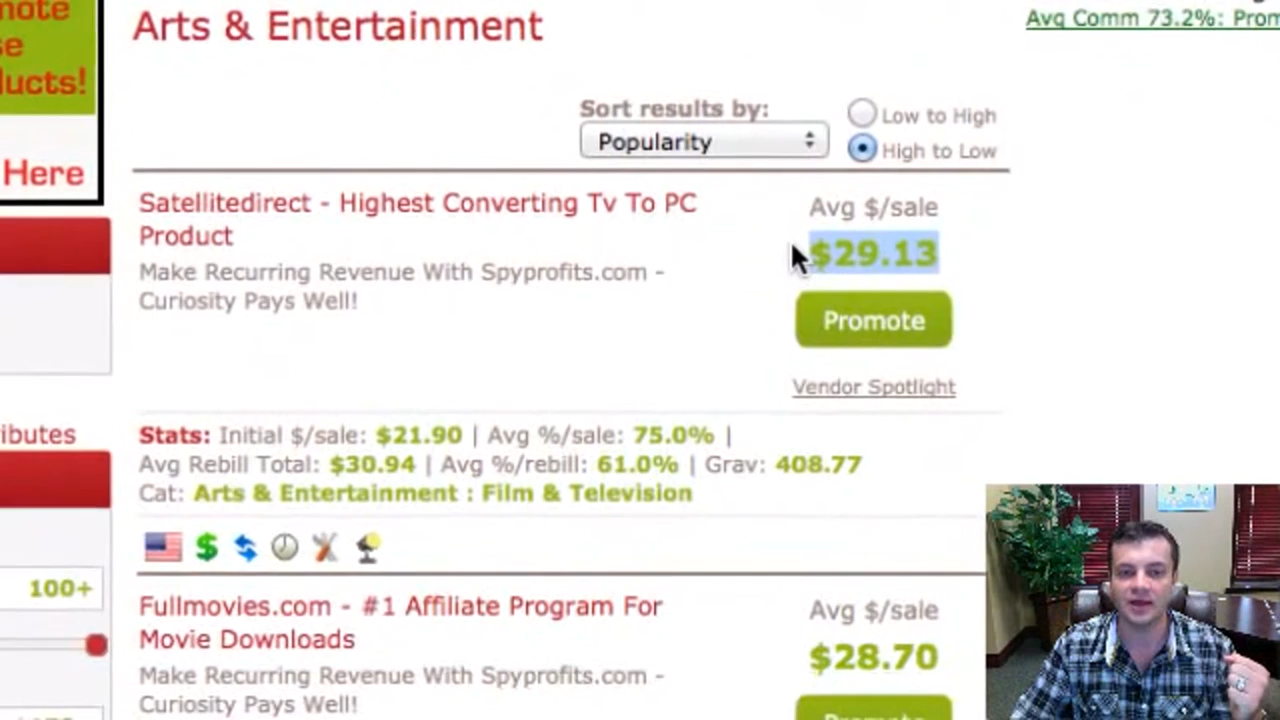 Here
Arts & Entertainment
Avg Comm 73.2%:
Sort results by:
Popularity
Low to High
High to Low
Satellitedirect - Highest Converting Tv To PC
Product
Make Recurring Revenue With Spyprofits.com -
Curiosity Pays Well!
Avg $/sale
$29.13
Promote
Vendor Spotlight
Stats: Initial $/sale: $21.90 | Avg %/sale: 75.0% |
Avg Rebill Total: $30.94 | Avg %/rebill: 61.0% | Grav: 408.77
Cat: Arts & Entertainment : Film & Television
100+
Fullmovies.com - #1 Affiliate Program For
Movie Downloads
Make Recurring Revenue With Spyprofits.com -
Curiosity Pays Well!
Avg $/sale
$28.70
Promote